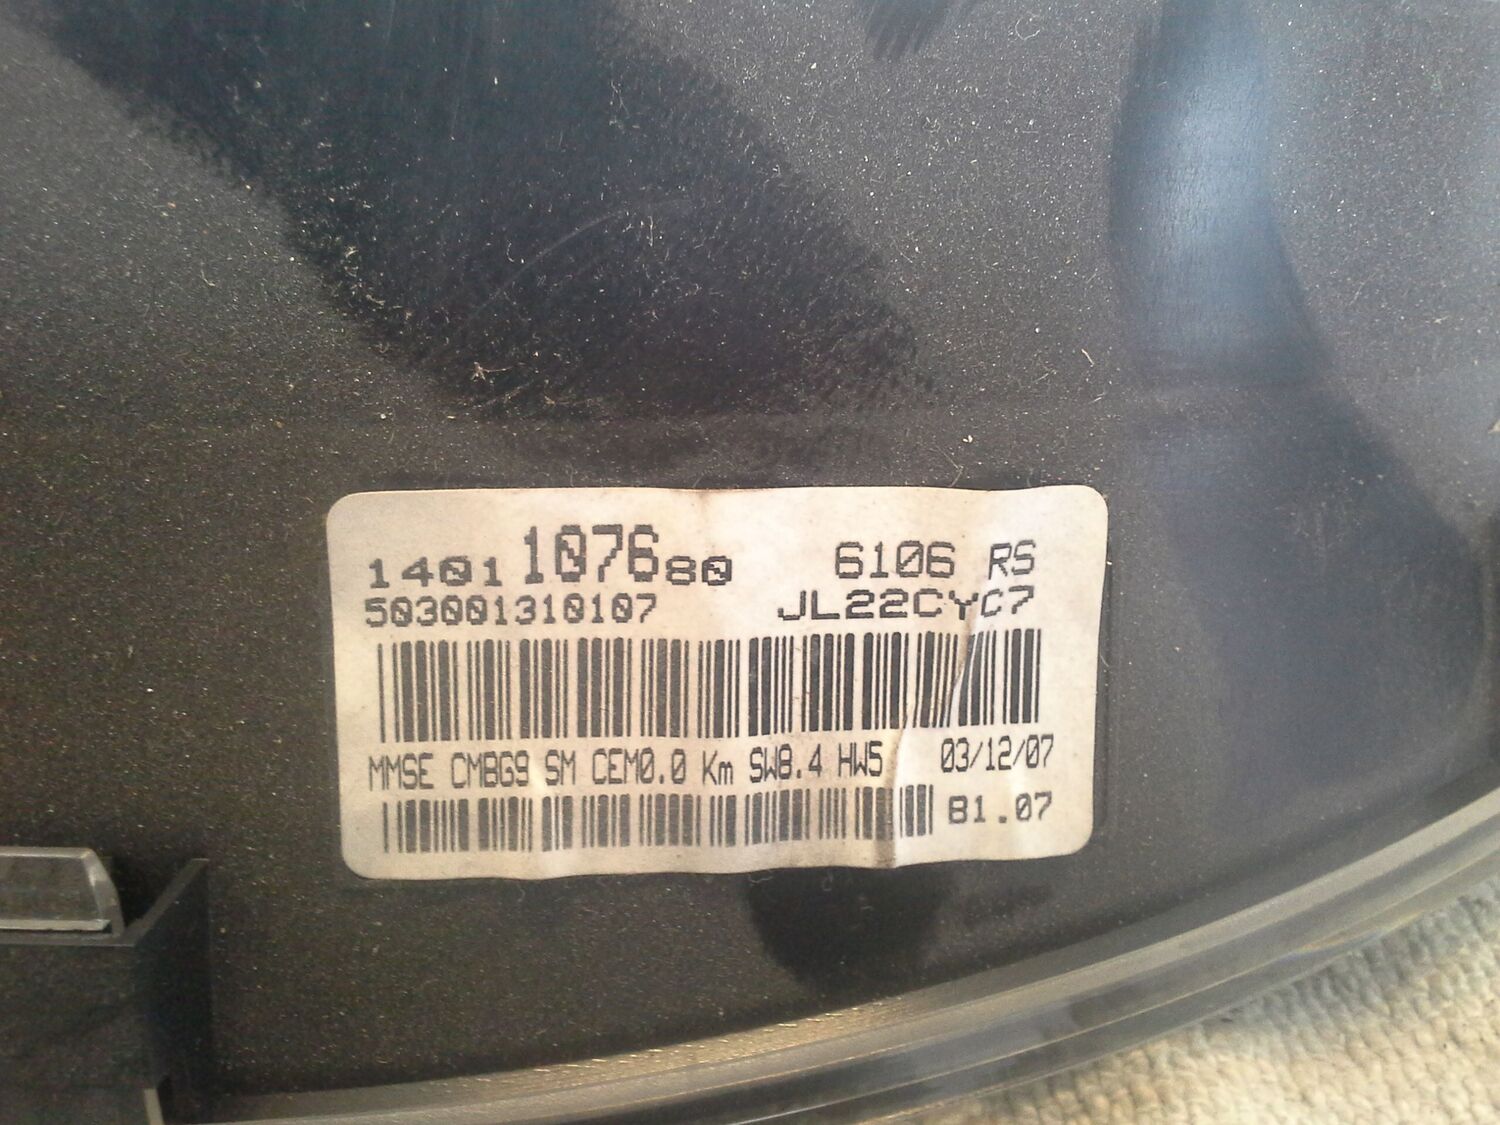 1401 1076 80 6106 RS
503001310107 JL22CYC7
MMSE CMBG9 SM CEM0.0 Km SW8.4 HW5 03/12/07
B1.07